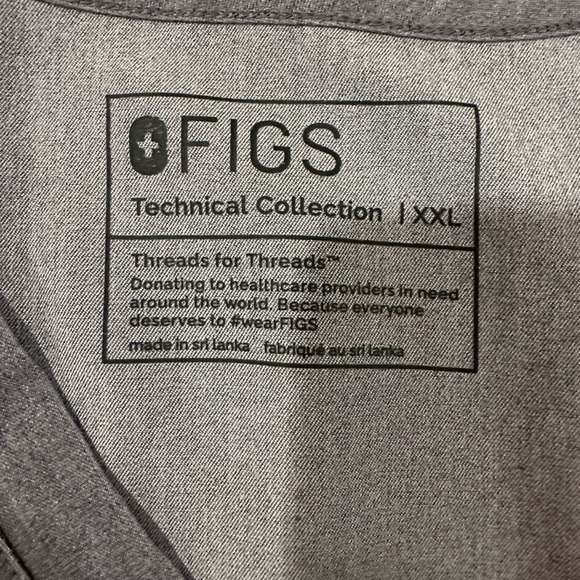 FIGS
Technical Collection | XXL
Threads for Threads™
Donating to healthcare providers in need
around the world. Because everyone
deserves to #wearFIGS
made in sri lanka fabriqué au sri lanka